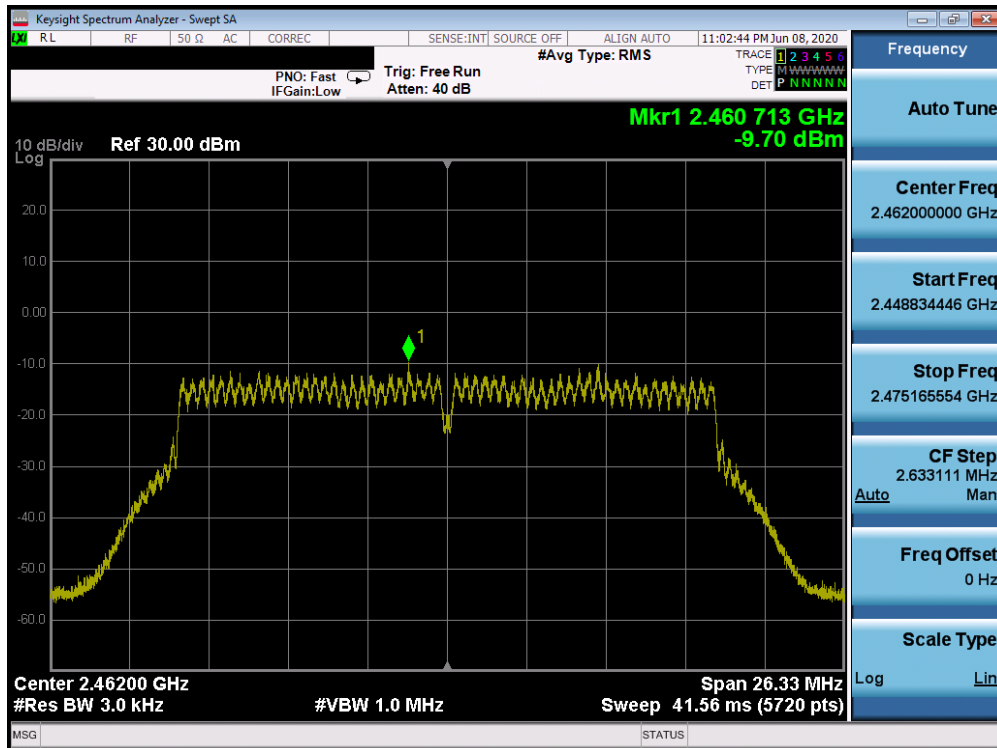 Keysight Spectrum Analyzer - Swept SA
LXI RL RF 50 Ω AC CORREC SENSE:INT SOURCE OFF ALIGN AUTO 11:02:44 PM Jun 08, 2020
#Avg Type: RMS TRACE 1 2 3 4 5 6
PNO: Fast Trig: Free Run TYPE M WWWWW
IFGain:Low Atten: 40 dB DET P N N N N N
Mkr1 2.460 713 GHz
-9.70 dBm
10 dB/div Ref 30.00 dBm
Log
20.0
10.0
0.00
1
-10.0
-20.0
-30.0
-40.0
-50.0
-60.0
Center 2.46200 GHz Span 26.33 MHz
#Res BW 3.0 kHz #VBW 1.0 MHz Sweep 41.56 ms (5720 pts)
MSG STATUS
Frequency
Auto Tune
Center Freq
2.462000000 GHz
Start Freq
2.448834446 GHz
Stop Freq
2.475165554 GHz
CF Step
2.633111 MHz
Auto Man
Freq Offset
0 Hz
Scale Type
Log Lin